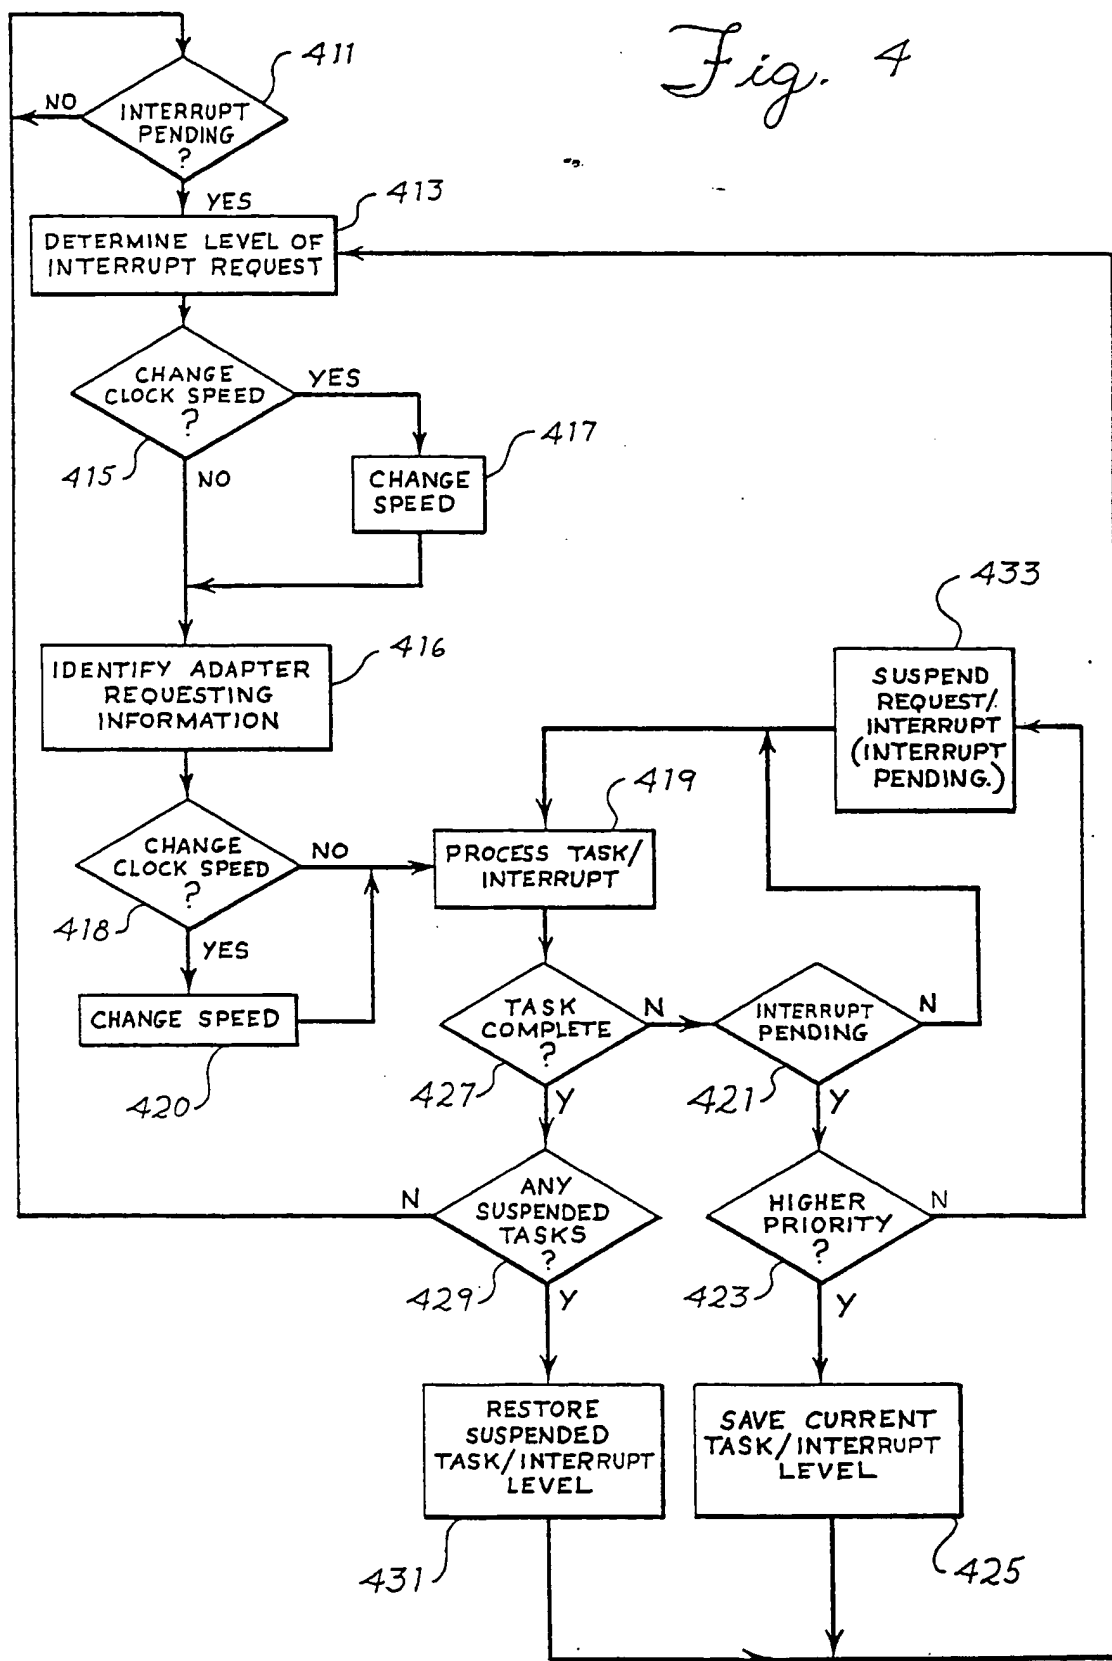 Fig. 4
411
NO
INTERRUPT
PENDING
?
YES
413
DETERMINE LEVEL OF
INTERRUPT REQUEST
CHANGE
CLOCK SPEED
?
YES
415
NO
417
CHANGE
SPEED
433
416
IDENTIFY ADAPTER
REQUESTING
INFORMATION
SUSPEND
REQUEST/
INTERRUPT
(INTERRUPT
PENDING.)
CHANGE
CLOCK SPEED
?
NO
418
YES
419
PROCESS TASK/
INTERRUPT
CHANGE SPEED
420
TASK
COMPLETE
?
N
427
Y
INTERRUPT
PENDING
N
421
Y
N
ANY
SUSPENDED
TASKS
?
429
Y
HIGHER
PRIORITY
?
N
423
Y
RESTORE
SUSPENDED
TASK/INTERRUPT
LEVEL
431
SAVE CURRENT
TASK/INTERRUPT
LEVEL
425